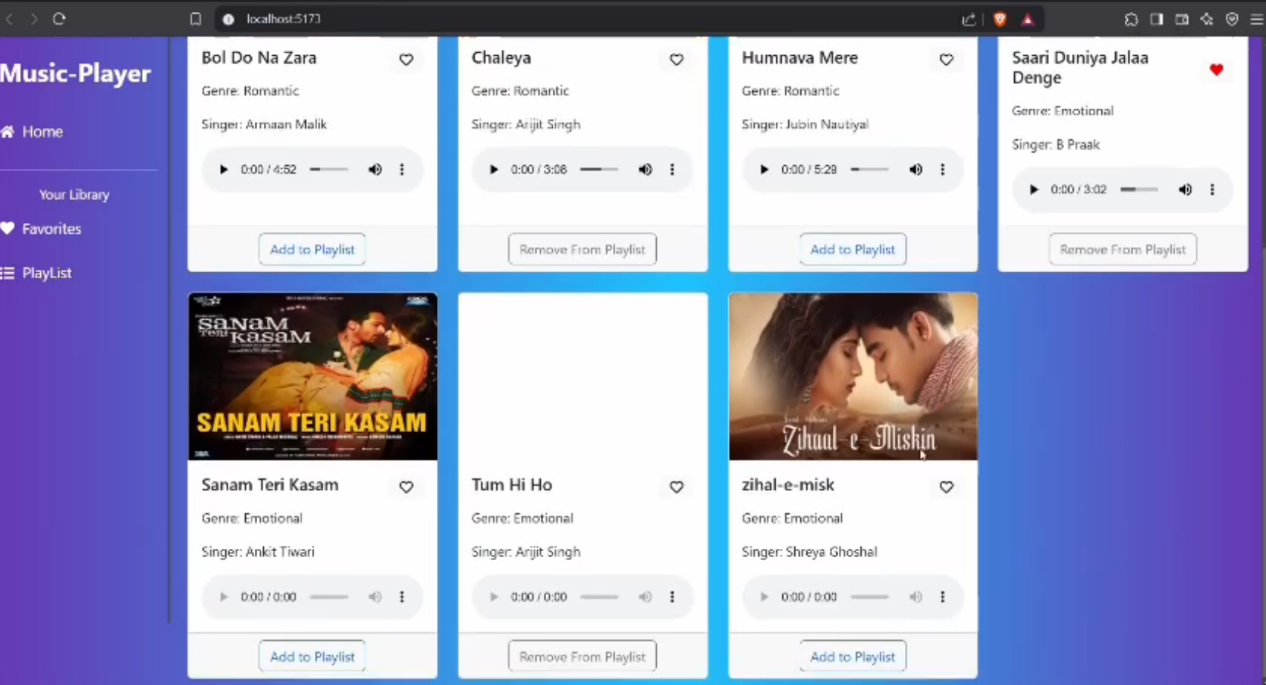 localhost:5173
Music-Player
Home
Your Library
Favorites
PlayList
Bol Do Na Zara
Genre: Romantic
Singer: Armaan Malik
0:00 / 4:52
Add to Playlist
Chaleya
Genre: Romantic
Singer: Arijit Singh
0:00 / 3:08
Remove From Playlist
Humnava Mere
Genre: Romantic
Singer: Jubin Nautiyal
0:00 / 5:29
Add to Playlist
Saari Duniya Jalaa
Denge
Genre: Emotional
Singer: B Praak
0:00 / 3:02
Remove From Playlist
SANAM
TERI
KASAM
SANAM TERI KASAM
Sanam Teri Kasam
Genre: Emotional
Singer: Ankit Tiwari
0:00 / 0:00
Add to Playlist
Tum Hi Ho
Genre: Emotional
Singer: Arijit Singh
0:00 / 0:00
Remove From Playlist
Zihaal-e-Miskin
zihal-e-misk
Genre: Emotional
Singer: Shreya Ghoshal
0:00 / 0:00
Add to Playlist